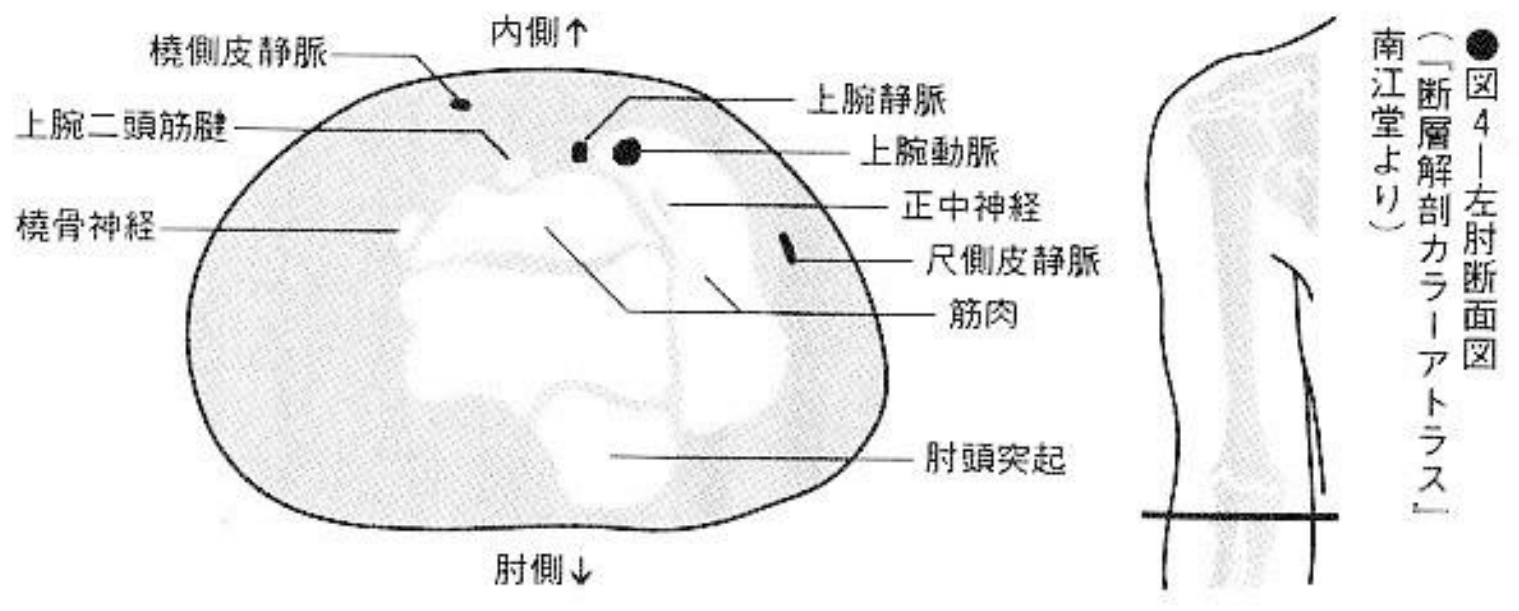 ●図4—左肘断面図
(『断層解剖カラーアトラス』
南江堂より)
内側↑
橈側皮静脈
上腕二頭筋腱
橈骨神経
上腕静脈
上腕動脈
正中神経
尺側皮静脈
筋肉
肘頭突起
肘側↓